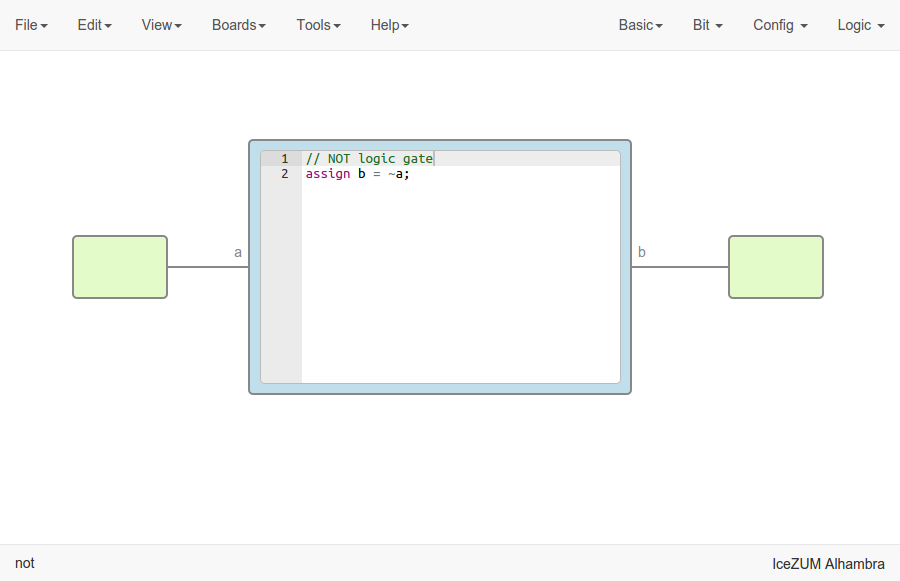 File Edit View Boards Tools Help Basic Bit Config Logic
1 // NOT logic gate
2 assign b = ~a;
a
b
not
IceZUM Alhambra